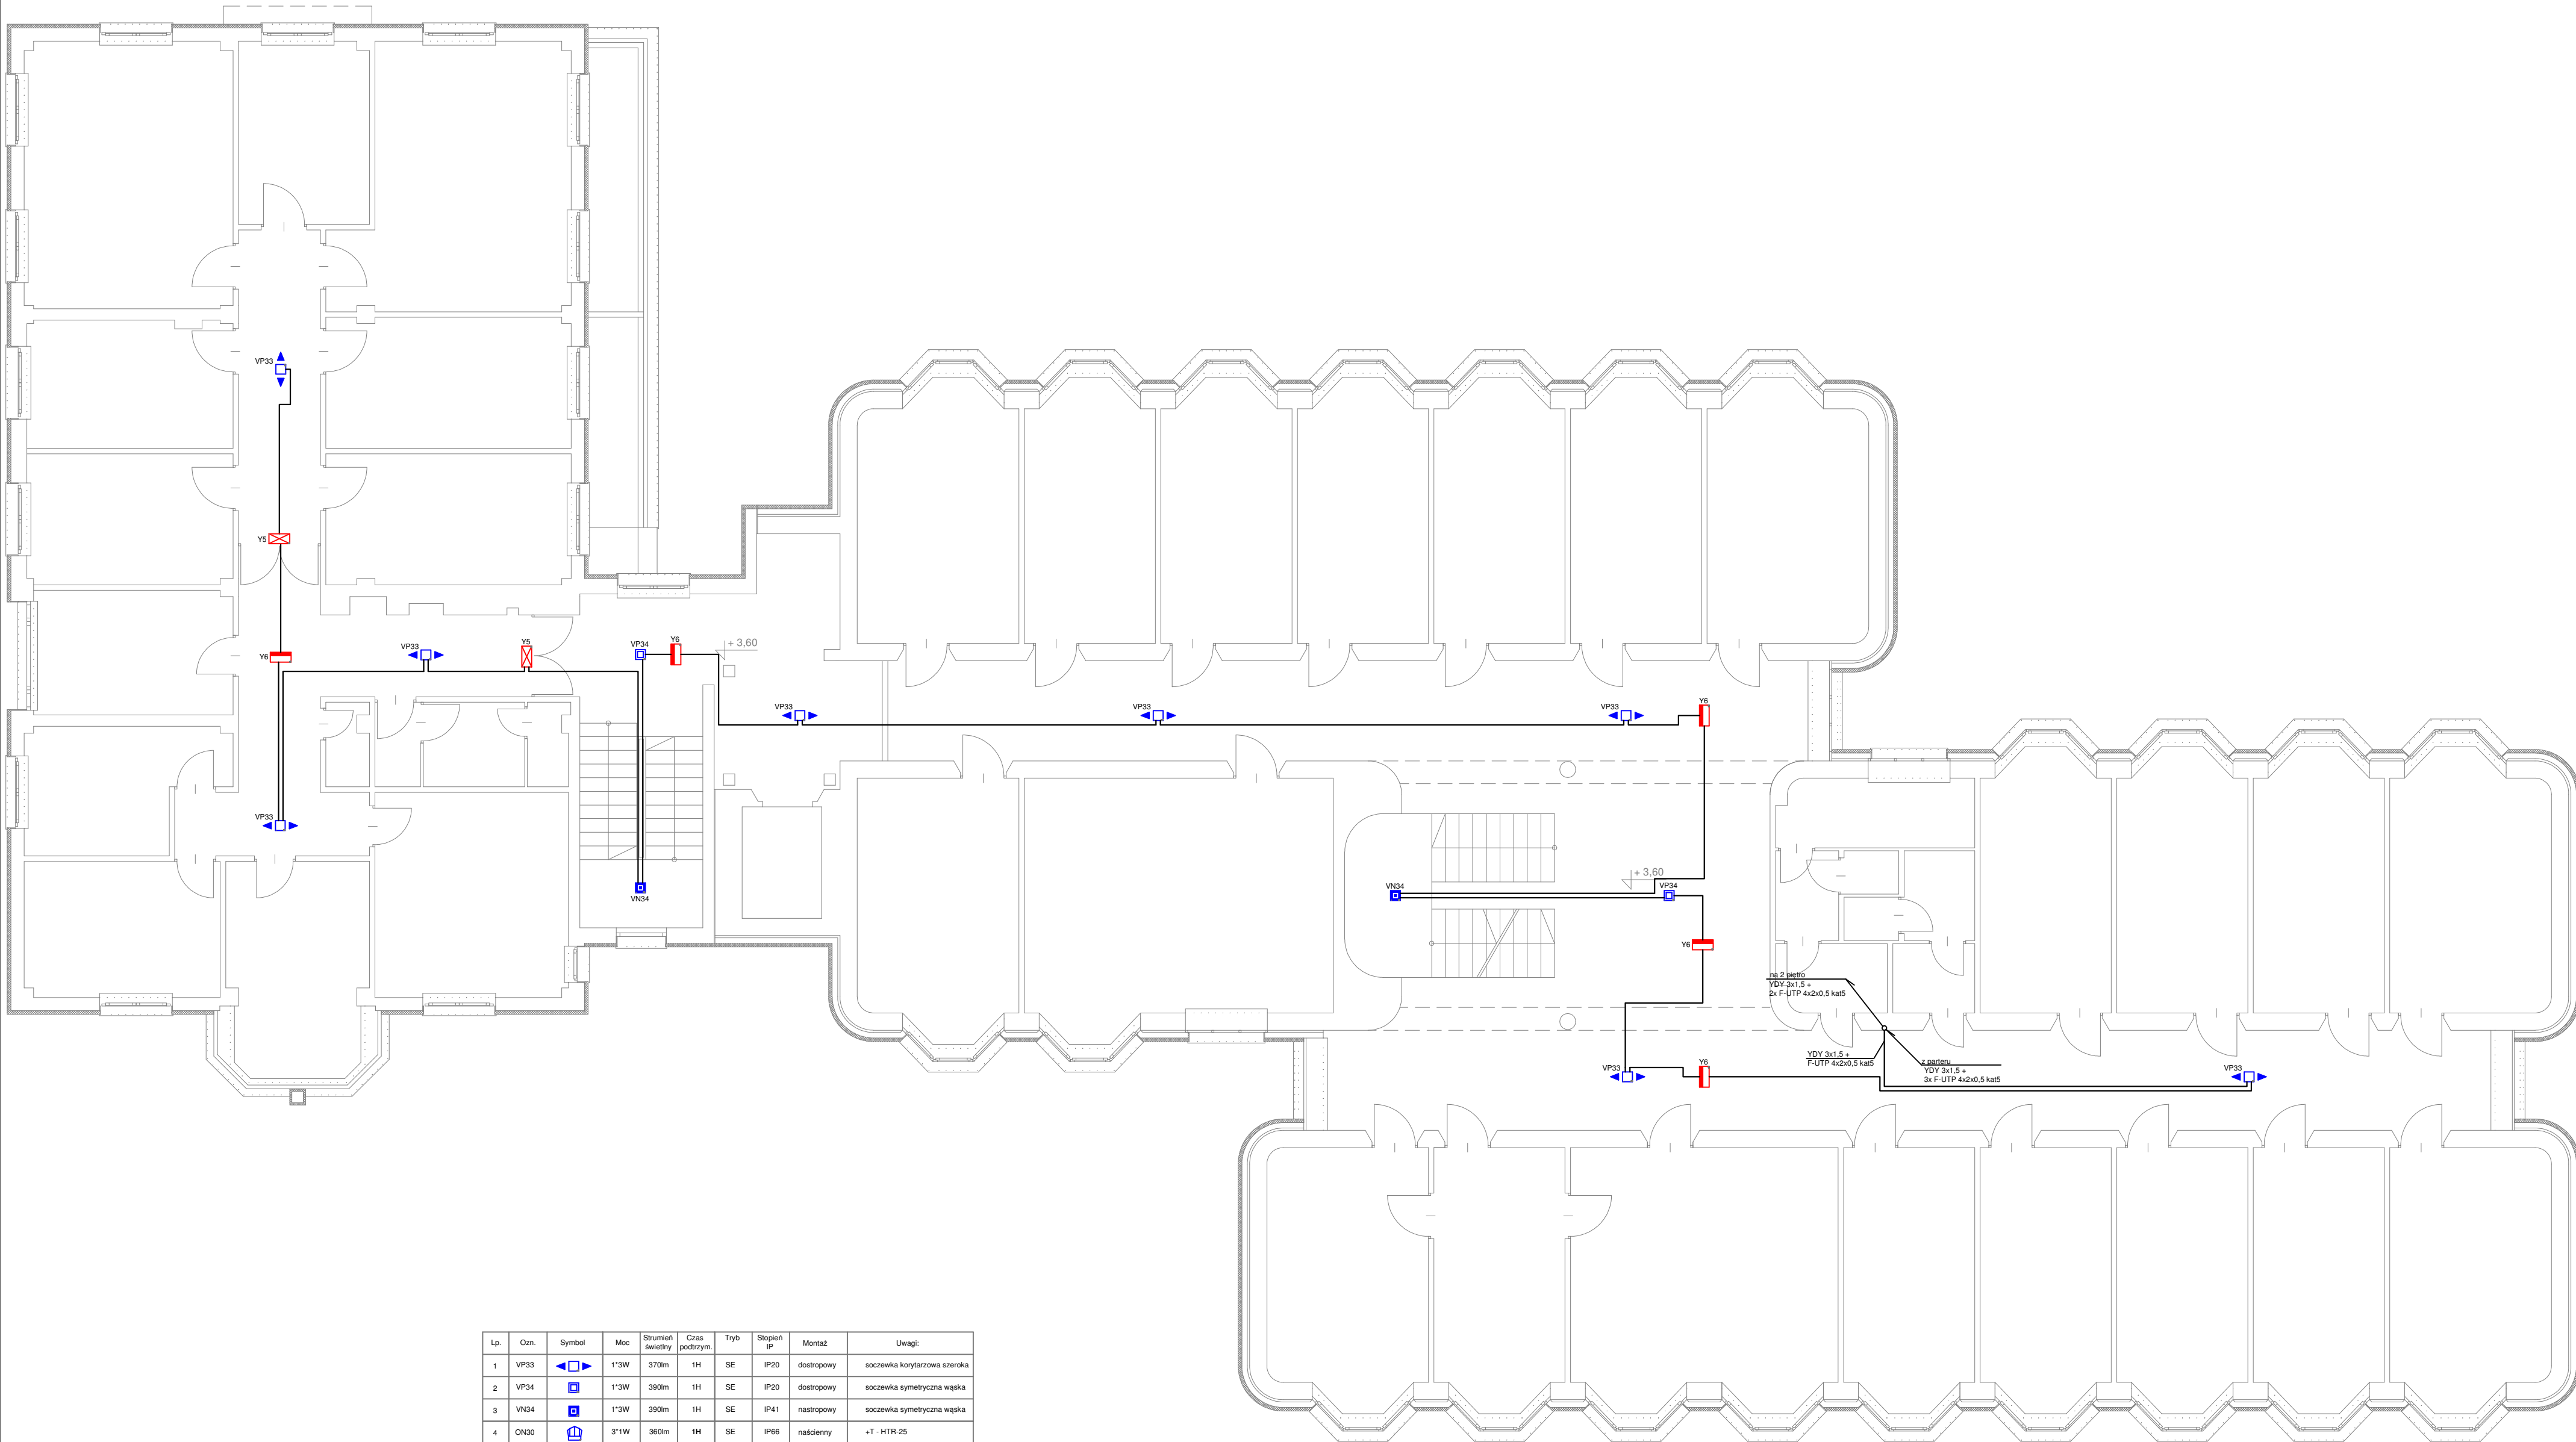 VP33
Y5
Y6
VP33
Y5
VP34
Y6
+ 3,60
VP33
VP33
VP33
Y6
VP33
VN34
VN34
+ 3,60
VP34
Y6
na 2 piętro
YDY 3x1,5 +
2x F-UTP 4x2x0,5 kat5
YDY 3x1,5 +
F-UTP 4x2x0,5 kat5
z parteru
YDY 3x1,5 +
3x F-UTP 4x2x0,5 kat5
VP33
Y6
VP33
Lp. Ozn. Symbol Moc Strumień świetlny Czas podtrzym. Tryb Stopień IP Montaż Uwagi:
1 VP33 1*3W 370lm 1H SE IP20 dostropowy soczewka korytarzowa szeroka
2 VP34 1*3W 390lm 1H SE IP20 dostropowy soczewka symetryczna wąska
3 VN34 1*3W 390lm 1H SE IP41 nastropowy soczewka symetryczna wąska
4 ON30 3*1W 360lm 1H SE IP66 naścienny +T - HTR-25